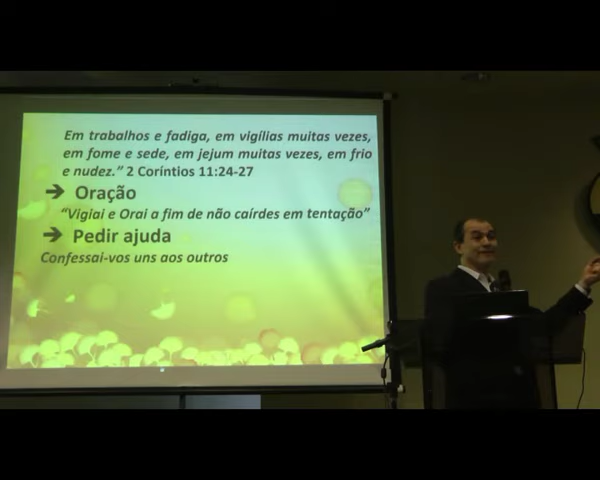 Em trabalhos e fadiga, em vigílias muitas vezes,
em fome e sede, em jejum muitas vezes, em frio
e nudez.” 2 Coríntios 11:24-27
➔ Oração
“Vigiai e Orai a fim de não caírdes em tentação”
➔ Pedir ajuda
Confessai-vos uns aos outros